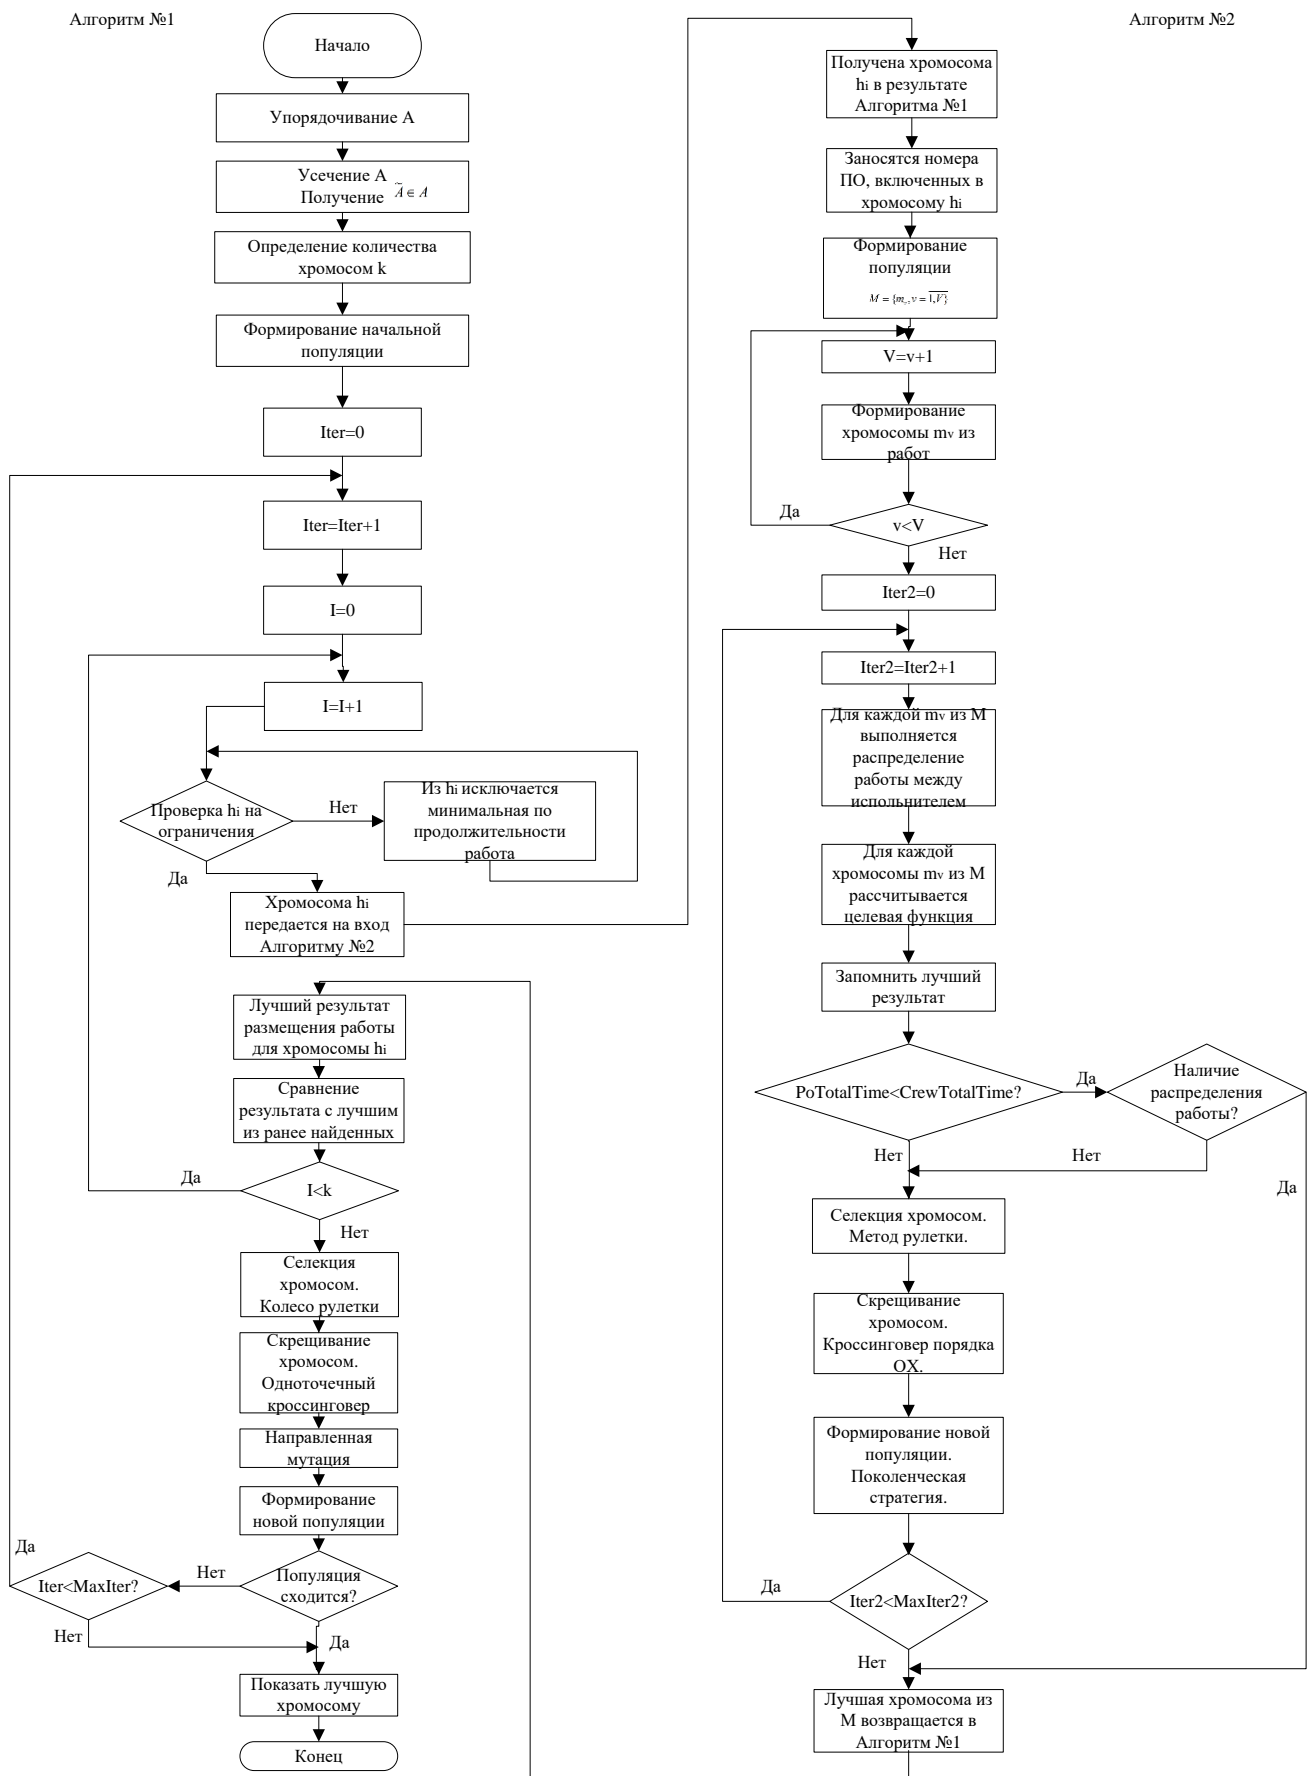 Алгоритм №1
Начало
Упорядочивание А
Усечение А
Получение Ã ∈ A
Определение количества
хромосом k
Формирование начальной
популяции
Iter=0
Iter=Iter+1
I=0
I=I+1
Проверка hi на
ограничения
Нет
Из hi исключается
минимальная по
продолжительности
работа
Да
Хромосома hi
передается на вход
Алгоритму №2
Лучший результат
размещения работы
для хромосомы hi
Сравнение
результата с лучшим
из ранее найденных
Да
I<k
Нет
Селекция
хромосом.
Колесо рулетки
Скрещивание
хромосом.
Одноточечный
кроссинговер
Направленная
мутация
Формирование
новой популяции
Да
Iter<MaxIter?
Нет
Популяция
сходится?
Нет
Да
Показать лучшую
хромосому
Конец
Алгоритм №2
Получена хромосома
hi в результате
Алгоритма №1
Заносятся номера
ПО, включенных в
хромосому hi
Формирование
популяции
M = {mᵥ, v = 1,V}
V=v+1
Формирование
хромосомы mv из
работ
Да
v<V
Нет
Iter2=0
Iter2=Iter2+1
Для каждой mv из М
выполняется
распределение
работы между
испольнителем
Для каждой
хромосомы mv из М
рассчитывается
целевая функция
Запомнить лучший
результат
PoTotalTime<CrewTotalTime?
Да
Наличие
распределения
работы?
Нет
Нет
Да
Селекция хромосом.
Метод рулетки.
Скрещивание
хромосом.
Кроссинговер порядка
ОХ.
Формирование новой
популяции.
Поколенческая
стратегия.
Да
Iter2<MaxIter2?
Нет
Лучшая хромосома из
М возвращается в
Алгоритм №1